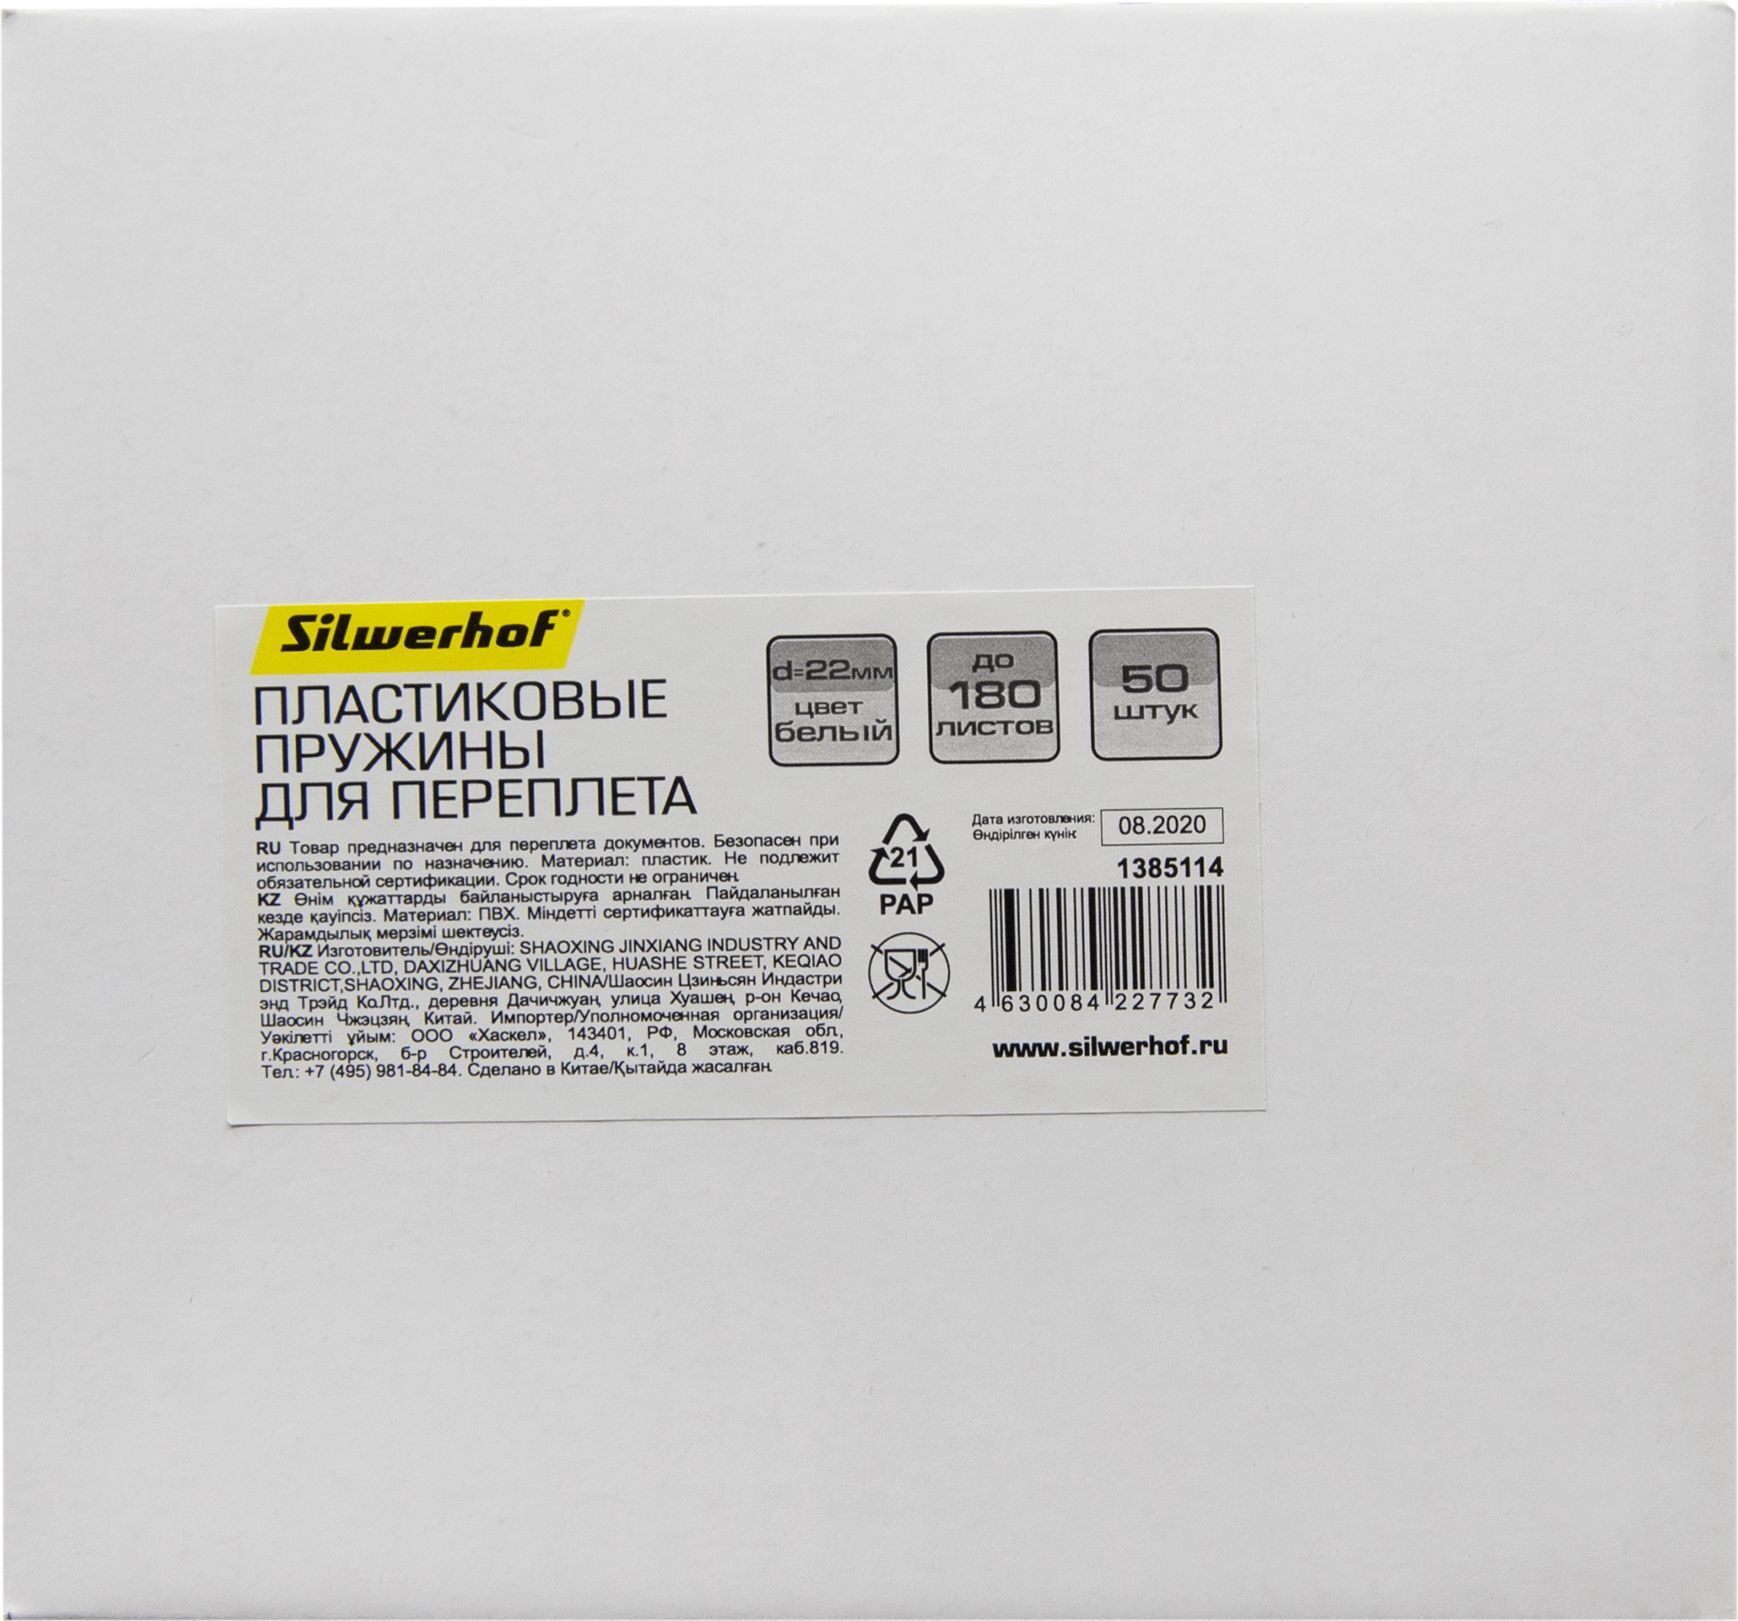 Silwerhof®
ПЛАСТИКОВЫЕ
ПРУЖИНЫ
ДЛЯ ПЕРЕПЛЕТА
d=22мм
цвет
белый
до
180
листов
50
штук
RU Товар предназначен для переплета документов. Безопасен при
использовании по назначению. Материал: пластик. Не подлежит
обязательной сертификации. Срок годности не ограничен.
KZ Өнім құжаттарды байланыстыруға арналған. Пайдаланылған
кезде қауіпсіз. Материал: ПВХ. Міндетті сертификаттауға жатпайды.
Жарамдылық мерзімі шектеусіз.
RU/KZ Изготовитель/Өндіруші: SHAOXING JINXIANG INDUSTRY AND
TRADE CO.,LTD, DAXIZHUANG VILLAGE, HUASHE STREET, KEQIAO
DISTRICT,SHAOXING, ZHEJIANG, CHINA/Шаосин Цзиньсян Индастри
энд Трэйд Ко.Лтд., деревня Дачичжуан, улица Хуашен, р-он Кечао,
Шаосин Чжэцзян, Китай. Импортер/Уполномоченная организация/
Уәкілетті ұйым: ООО «Хаскел», 143401, РФ, Московская обл.,
г.Красногорск, б-р Строителей, д.4, к.1, 8 этаж, каб.819.
Тел.: +7 (495) 981-84-84. Сделано в Китае/Қытайда жасалған.
21
PAP
Дата изготовления:
Өндірілген күнік:
08.2020
1385114
4 630084 227732
www.silwerhof.ru